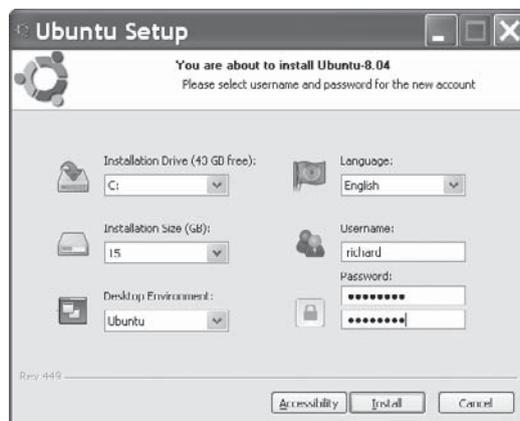 Ubuntu Setup
You are about to install Ubuntu-8.04
Please select username and password for the new account
Installation Drive (43 GB free):
C:
Language:
English
Installation Size (GB):
15
Username:
richard
Password:
Desktop Environment:
Ubuntu
Rev 449
Accessibility
Install
Cancel